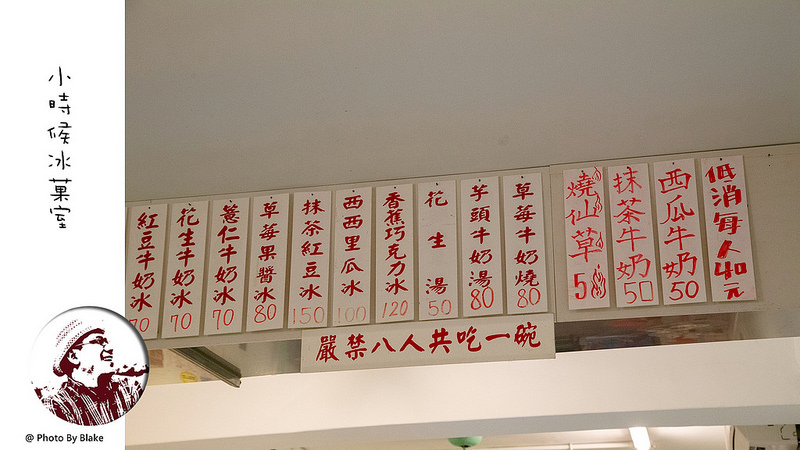 小時候冰菓室
紅豆牛奶冰 70
花生牛奶冰 70
薏仁牛奶冰 70
草莓果醬冰 80
抹茶紅豆冰 150
西西里瓜冰 100
香蕉巧克力冰 120
花生湯 50
芋頭牛奶湯 80
草莓牛奶燒 80
燒仙草 50
抹茶牛奶 50
西瓜牛奶 50
低消每人40元
嚴禁八人共吃一碗
@ Photo By Blake